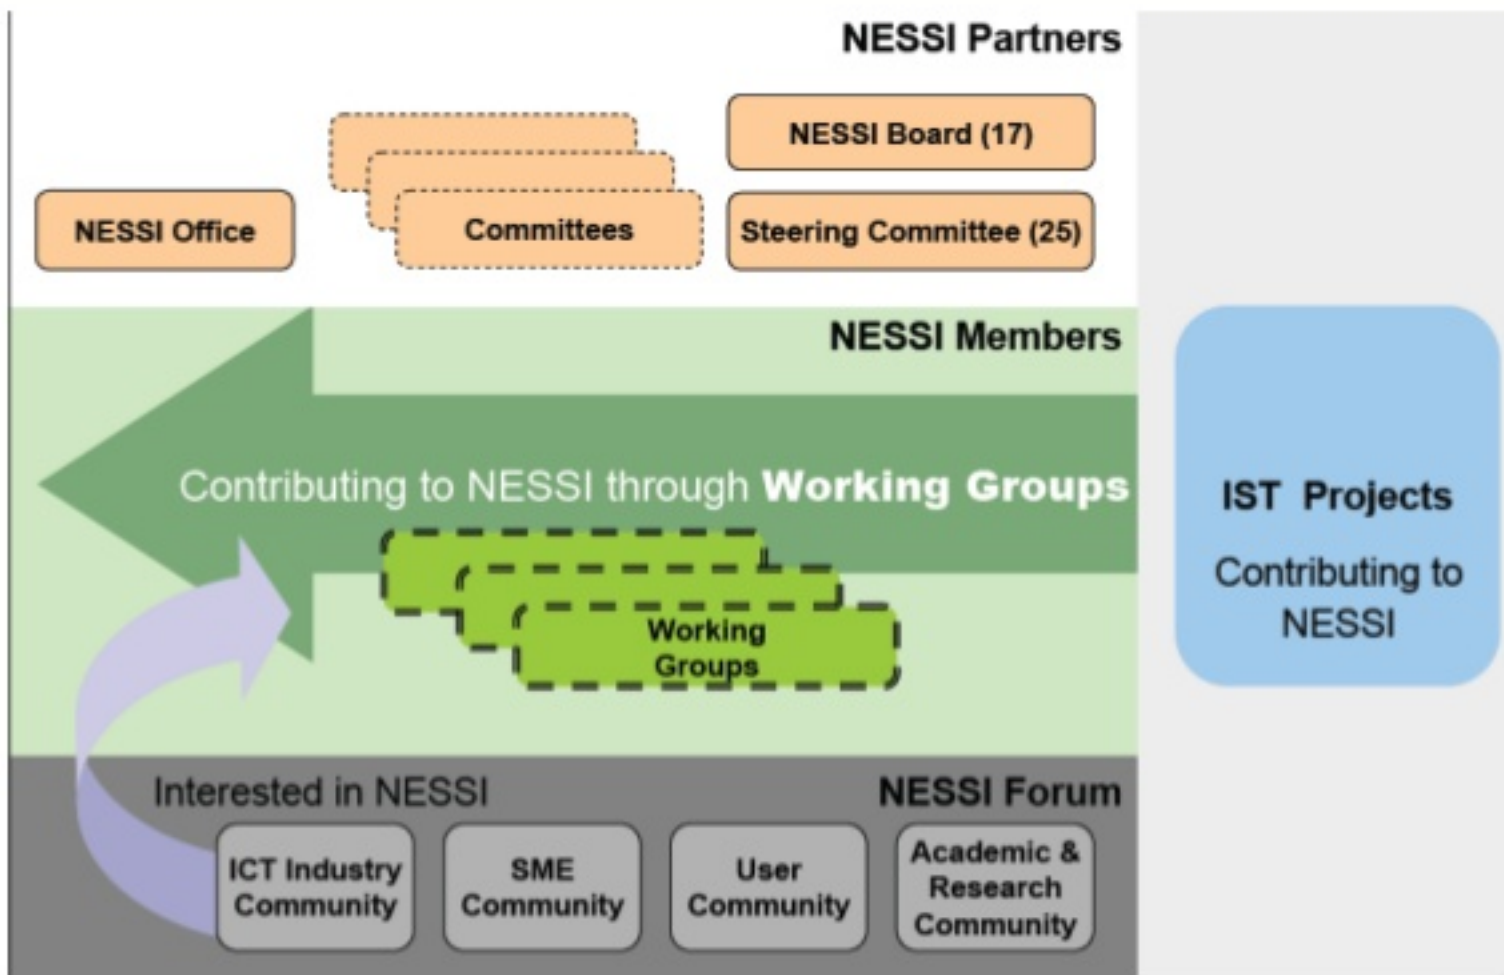 NESSI Partners
NESSI Board (17)
NESSI Office
Committees
Steering Committee (25)
NESSI Members
Contributing to NESSI through Working Groups
Working
Groups
IST Projects
Contributing to
NESSI
Interested in NESSI
NESSI Forum
ICT Industry
Community
SME
Community
User
Community
Academic &
Research
Community